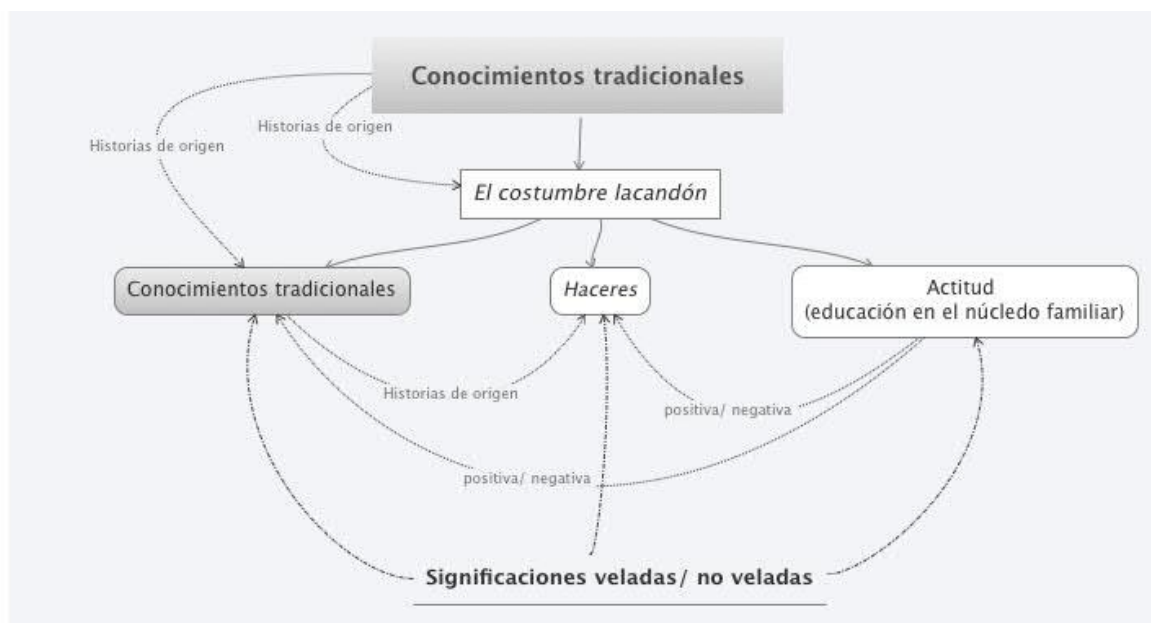 Conocimientos tradicionales
Historias de origen
Historias de origen
El costumbre lacandón
Conocimientos tradicionales
Haceres
Actitud
(educación en el núcledo familiar)
Historias de origen
positiva/ negativa
positiva/ negativa
Significaciones veladas/ no veladas